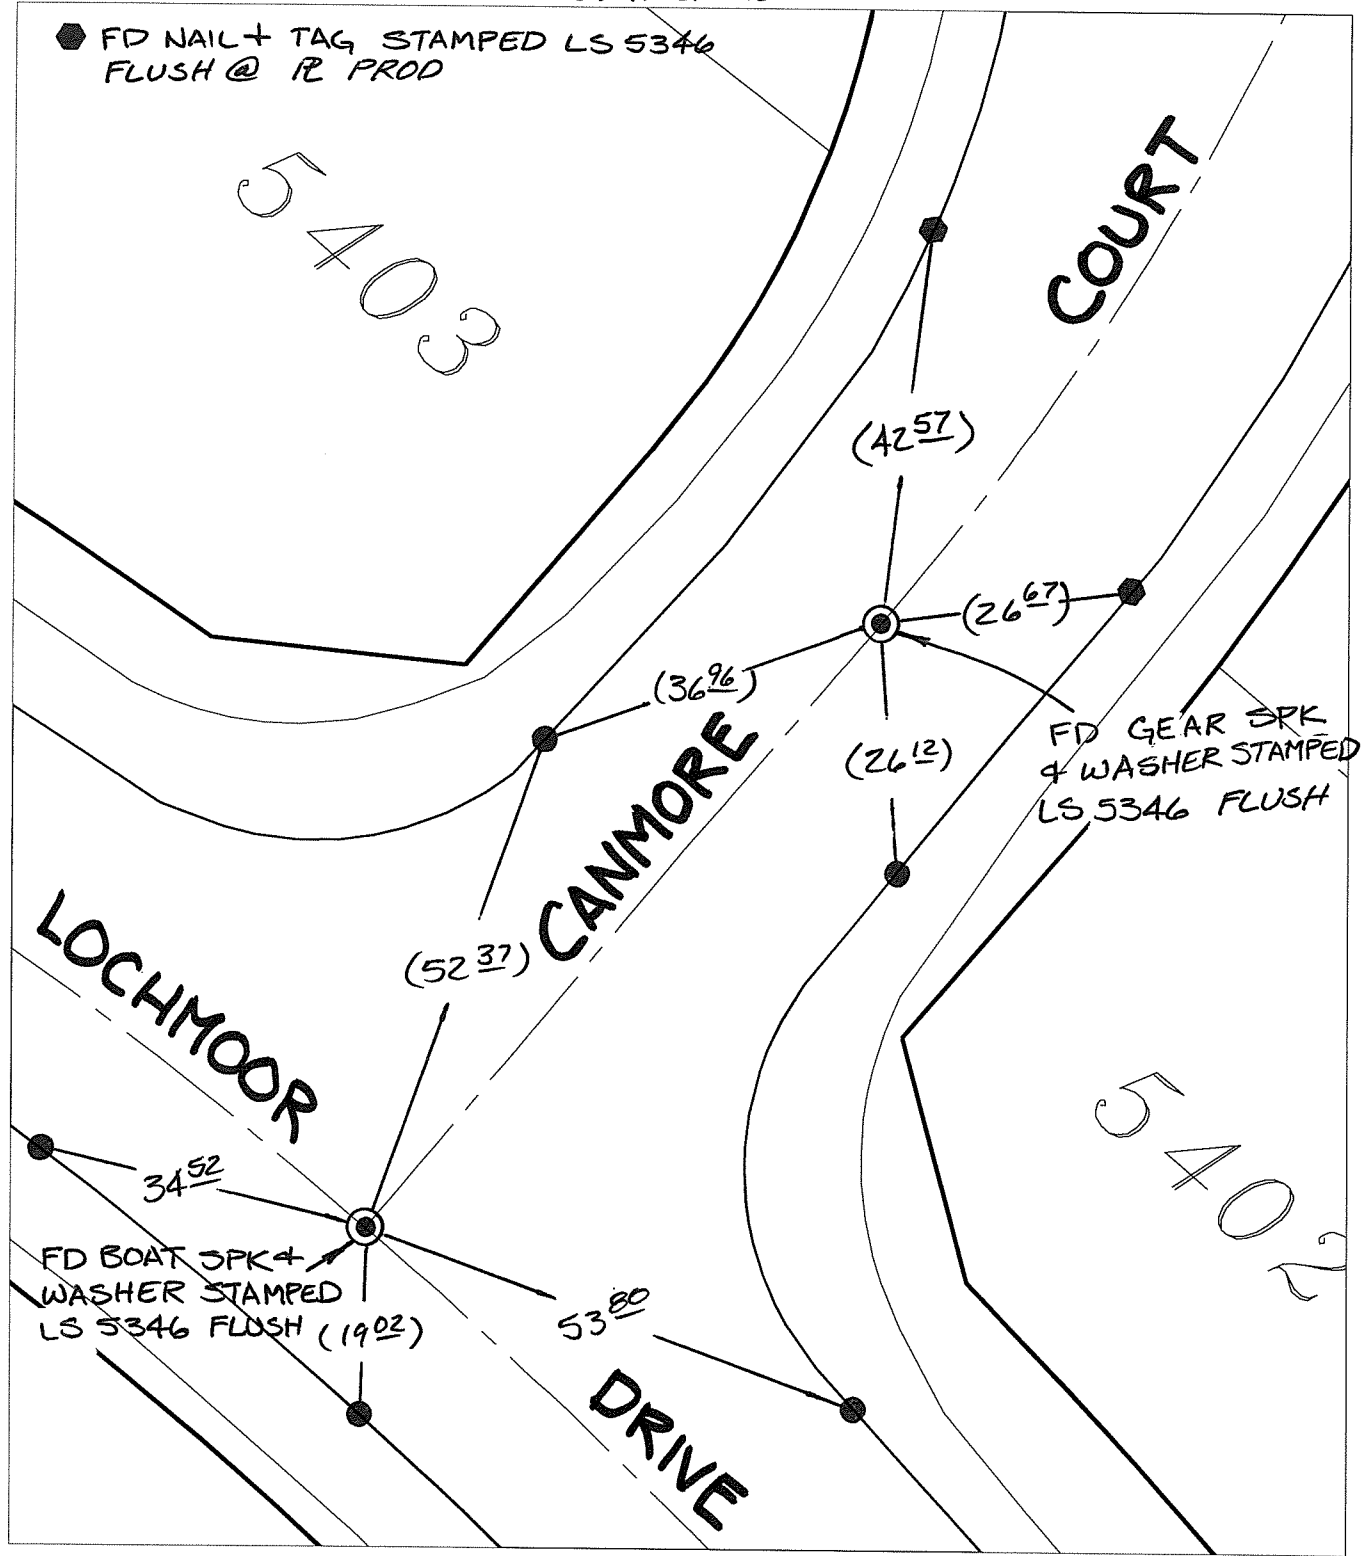 FD NAIL + TAG STAMPED LS 5346
FLUSH @ PL PROD
5403
COURT
(42 57)
(26 67)
(36 96)
FD GEAR SPK
& WASHER STAMPED
LS 5346 FLUSH
(26 12)
CANMORE
(52 37)
LOCHMOOR
5402
34 52
FD BOAT SPK &
WASHER STAMPED
LS 5346 FLUSH
(19 02)
53 80
DRIVE